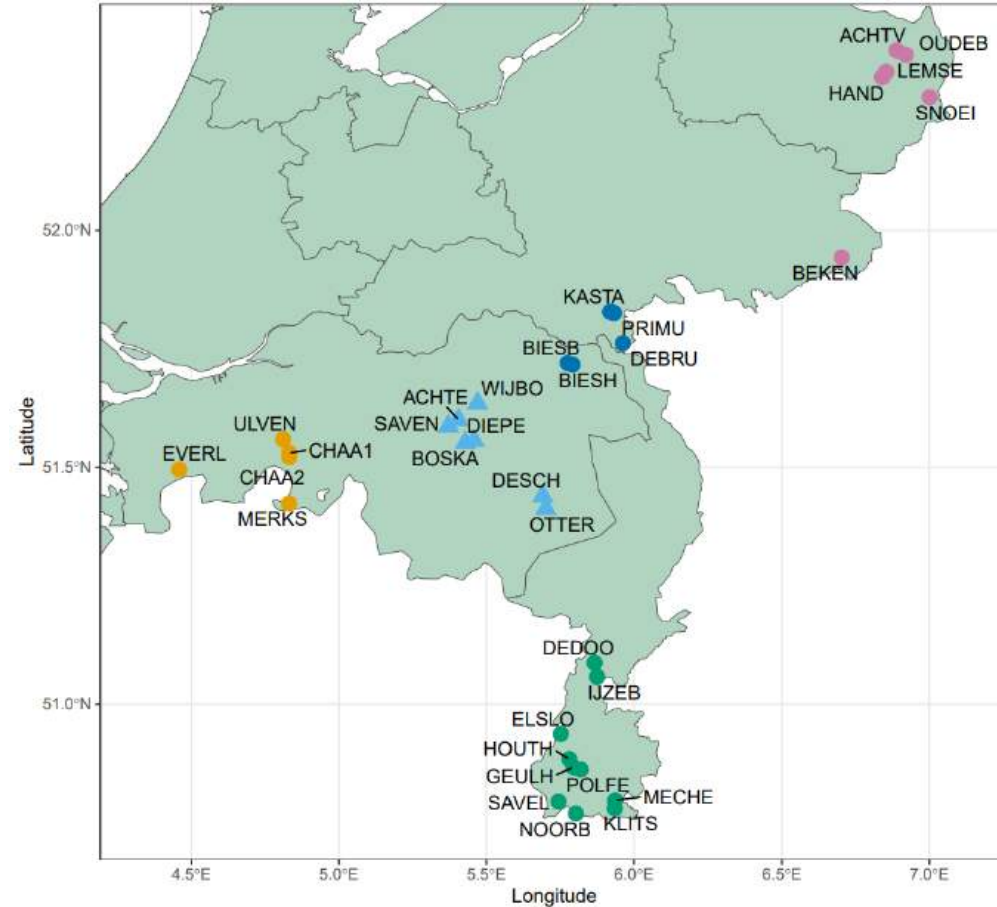 ACHTV
OUDEB
LEMSE
HAND
SNOEI
52.0°N
BEKEN
KASTA
PRIMU
BIESB
DEBRU
BIESH
ACHTE
WIJBO
SAVEN
DIEPE
ULVEN
EVERL
CHAA1
BOSKA
CHAA2
DESCH
51.5°N
MERKS
OTTER
Latitude
DEDOO
IJZEB
51.0°N
ELSLO
HOUTH
GEULH
POLFE
MECHE
SAVEL
KLITS
NOORB
4.5°E 5.0°E 5.5°E 6.0°E 6.5°E 7.0°E
Longitude